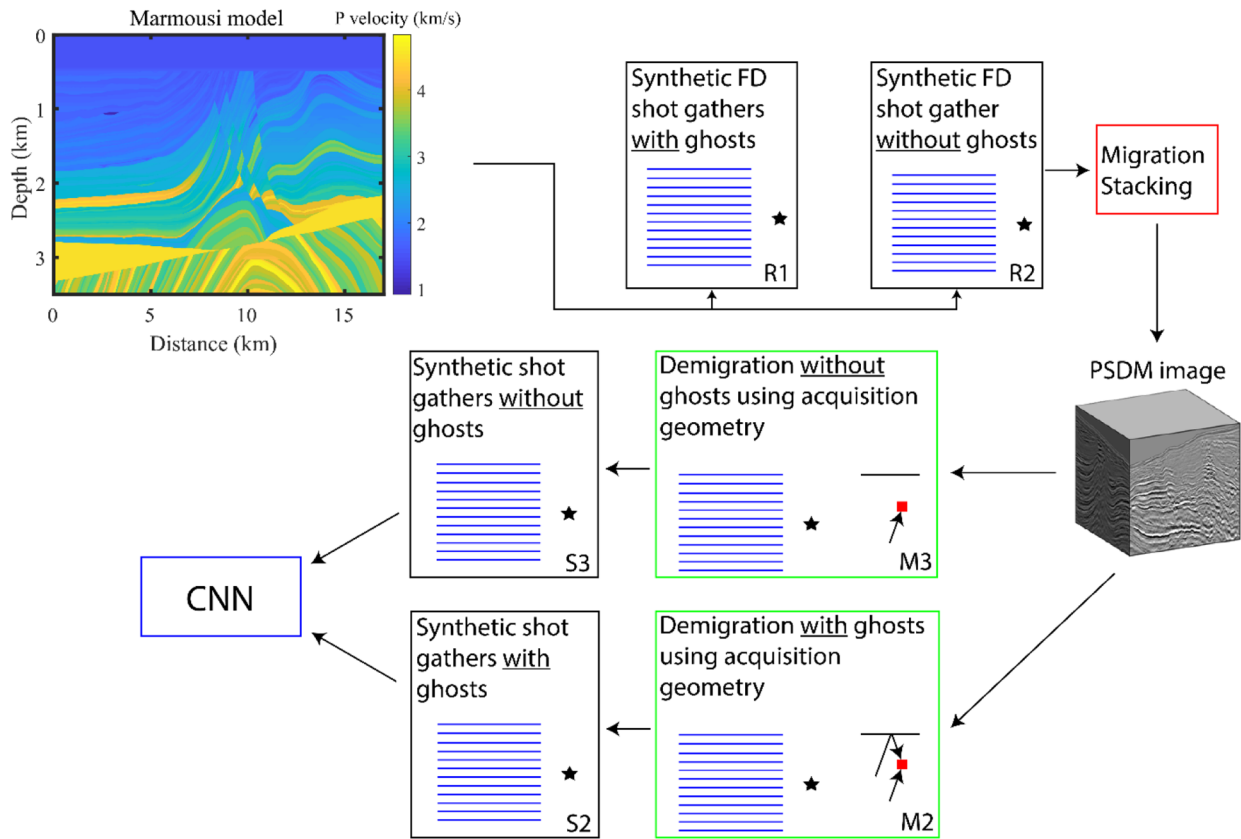 Marmousi model
P velocity (km/s)
0
1
2
3
Depth (km)
0
5
10
15
Distance (km)
4
3
2
1
Synthetic FD
shot gathers
with ghosts
R1
Synthetic FD
shot gather
without ghosts
R2
Migration
Stacking
PSDM image
Demigration without
ghosts using acquisition
geometry
M3
Synthetic shot
gathers without
ghosts
S3
CNN
Demigration with ghosts
using acquisition
geometry
M2
Synthetic shot
gathers with
ghosts
S2